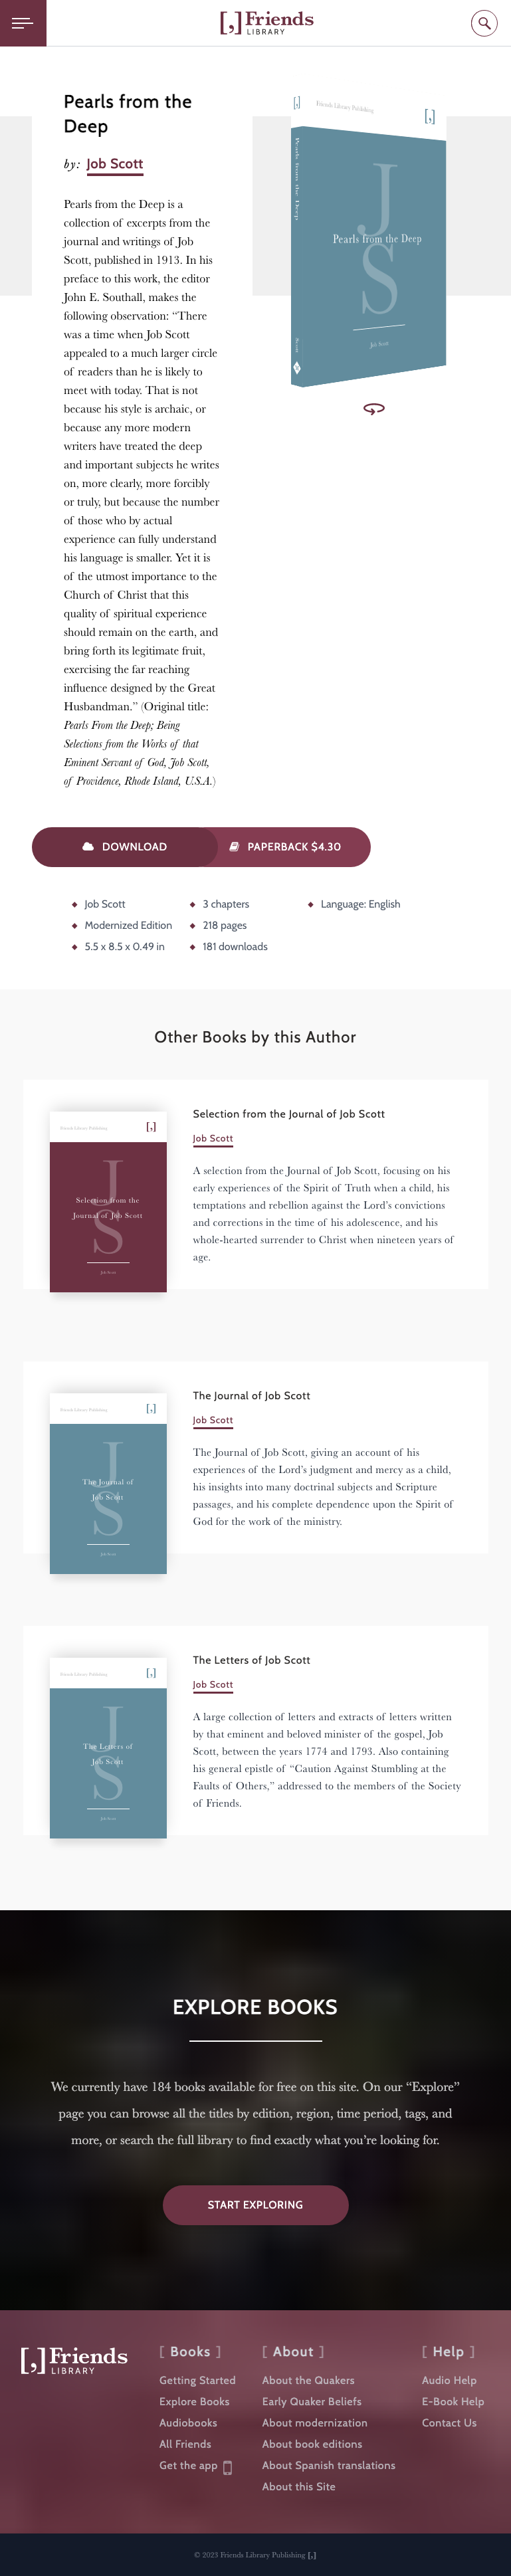 [,] Friends
LIBRARY
Pearls from the
Deep
by: Job Scott
Pearls from the Deep is a
collection of excerpts from the
journal and writings of Job
Scott, published in 1913. In his
preface to this work, the editor
John E. Southall, makes the
following observation: “There
was a time when Job Scott
appealed to a much larger circle
of readers than he is likely to
meet with today. That is not
because his style is archaic, or
because any more modern
writers have treated the deep
and important subjects he writes
on, more clearly, more forcibly
or truly, but because the number
of those who by actual
experience can fully understand
his language is smaller. Yet it is
of the utmost importance to the
Church of Christ that this
quality of spiritual experience
should remain on the earth, and
bring forth its legitimate fruit,
exercising the far reaching
influence designed by the Great
Husbandman.” (Original title:
Pearls From the Deep; Being
Selections from the Works of that
Eminent Servant of God, Job Scott,
of Providence, Rhode Island, U.S.A.)
[,]
Friends Library Publishing
[,]
Pearls from the Deep
Scott
JS
Pearls from the Deep
Job Scott
DOWNLOAD
PAPERBACK $4.30
Job Scott
Modernized Edition
5.5 x 8.5 x 0.49 in
3 chapters
218 pages
181 downloads
Language: English
Other Books by this Author
Friends Library Publishing
[,]
JS
Selection from the
Journal of Job Scott
Job Scott
Selection from the Journal of Job Scott
Job Scott
A selection from the Journal of Job Scott, focusing on his
early experiences of the Spirit of Truth when a child, his
temptations and rebellion against the Lord’s convictions
and corrections in the time of his adolescence, and his
whole-hearted surrender to Christ when nineteen years of
age.
Friends Library Publishing
[,]
JS
The Journal of
Job Scott
Job Scott
The Journal of Job Scott
Job Scott
The Journal of Job Scott, giving an account of his
experiences of the Lord’s judgment and mercy as a child,
his insights into many doctrinal subjects and Scripture
passages, and his complete dependence upon the Spirit of
God for the work of the ministry.
Friends Library Publishing
[,]
JS
The Letters of
Job Scott
Job Scott
The Letters of Job Scott
Job Scott
A large collection of letters and extracts of letters written
by that eminent and beloved minister of the gospel, Job
Scott, between the years 1774 and 1793. Also containing
his general epistle of “Caution Against Stumbling at the
Faults of Others,” addressed to the members of the Society
of Friends.
EXPLORE BOOKS
We currently have 184 books available for free on this site. On our “Explore”
page you can browse all the titles by edition, region, time period, tags, and
more, or search the full library to find exactly what you’re looking for.
START EXPLORING
[,] Friends
LIBRARY
[ Books ]
Getting Started
Explore Books
Audiobooks
All Friends
Get the app
[ About ]
About the Quakers
Early Quaker Beliefs
About modernization
About book editions
About Spanish translations
About this Site
[ Help ]
Audio Help
E-Book Help
Contact Us
© 2023 Friends Library Publishing [,]